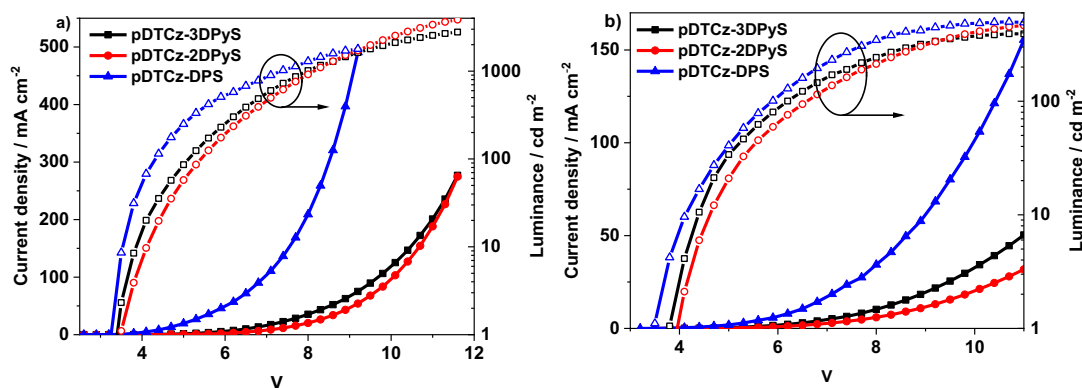 a)
pDTCz-3DPyS
pDTCz-2DPyS
pDTCz-DPS
500
400
300
200
100
0
Current density / mA cm-2
4
6
8
10
12
V
1000
100
10
1
Luminance / cd m-2
b)
pDTCz-3DPyS
pDTCz-2DPyS
pDTCz-DPS
150
100
50
0
Current density / mA cm-2
4
6
8
10
V
100
10
1
Luminance / cd m-2